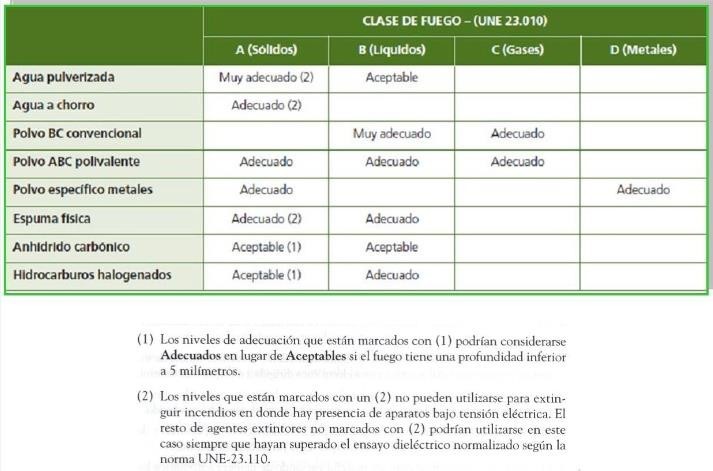 CLASE DE FUEGO – (UNE 23.010)
A (Sólidos) B (Líquidos) C (Gases) D (Metales)
Agua pulverizada Muy adecuado (2) Aceptable
Agua a chorro Adecuado (2)
Polvo BC convencional Muy adecuado Adecuado
Polvo ABC polivalente Adecuado Adecuado Adecuado
Polvo específico metales Adecuado Adecuado
Espuma física Adecuado (2) Adecuado
Anhídrido carbónico Aceptable (1) Aceptable
Hidrocarburos halogenados Aceptable (1) Adecuado
(1) Los niveles de adecuación que están marcados con (1) podrían considerarse
Adecuados en lugar de Aceptables si el fuego tiene una profundidad inferior
a 5 milímetros.
(2) Los niveles que están marcados con un (2) no pueden utilizarse para extin-
guir incendios en donde hay presencia de aparatos bajo tensión eléctrica. El
resto de agentes extintores no marcados con (2) podrían utilizarse en este
caso siempre que hayan superado el ensayo dieléctrico normalizado según la
norma UNE-23.110.